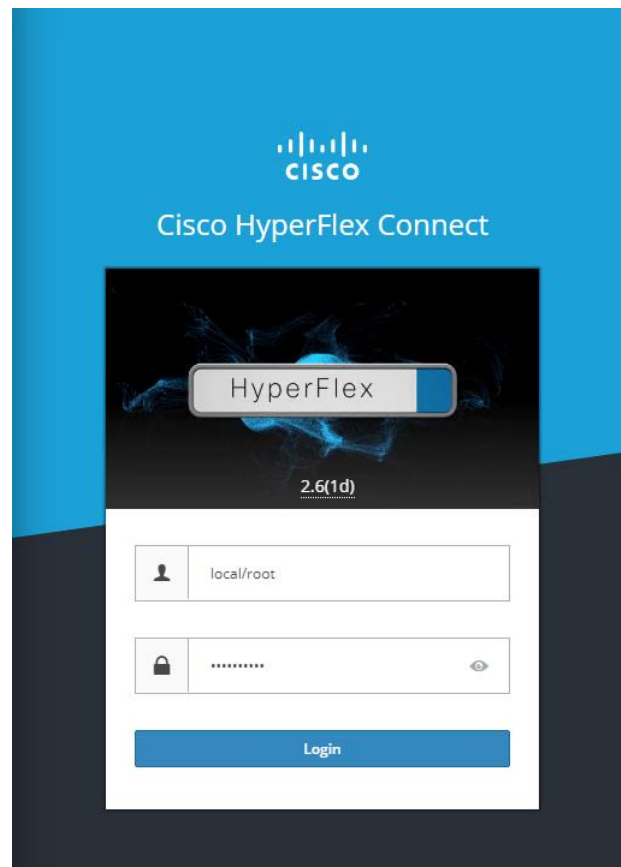 CISCO
Cisco HyperFlex Connect
HyperFlex
2.6(1d)
local/root
••••••••••
Login